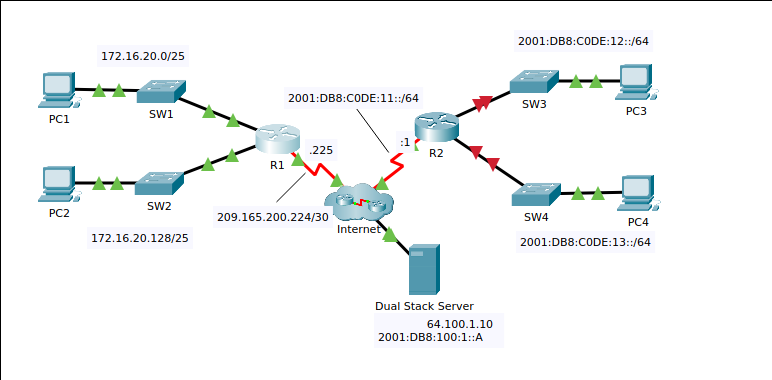 172.16.20.0/25
2001:DB8:C0DE:12::/64
PC1
SW1
2001:DB8:C0DE:11::/64
SW3
PC3
R1
.225
:1
R2
PC2
SW2
209.165.200.224/30
Internet
SW4
PC4
172.16.20.128/25
2001:DB8:C0DE:13::/64
Dual Stack Server
64.100.1.10
2001:DB8:100:1::A